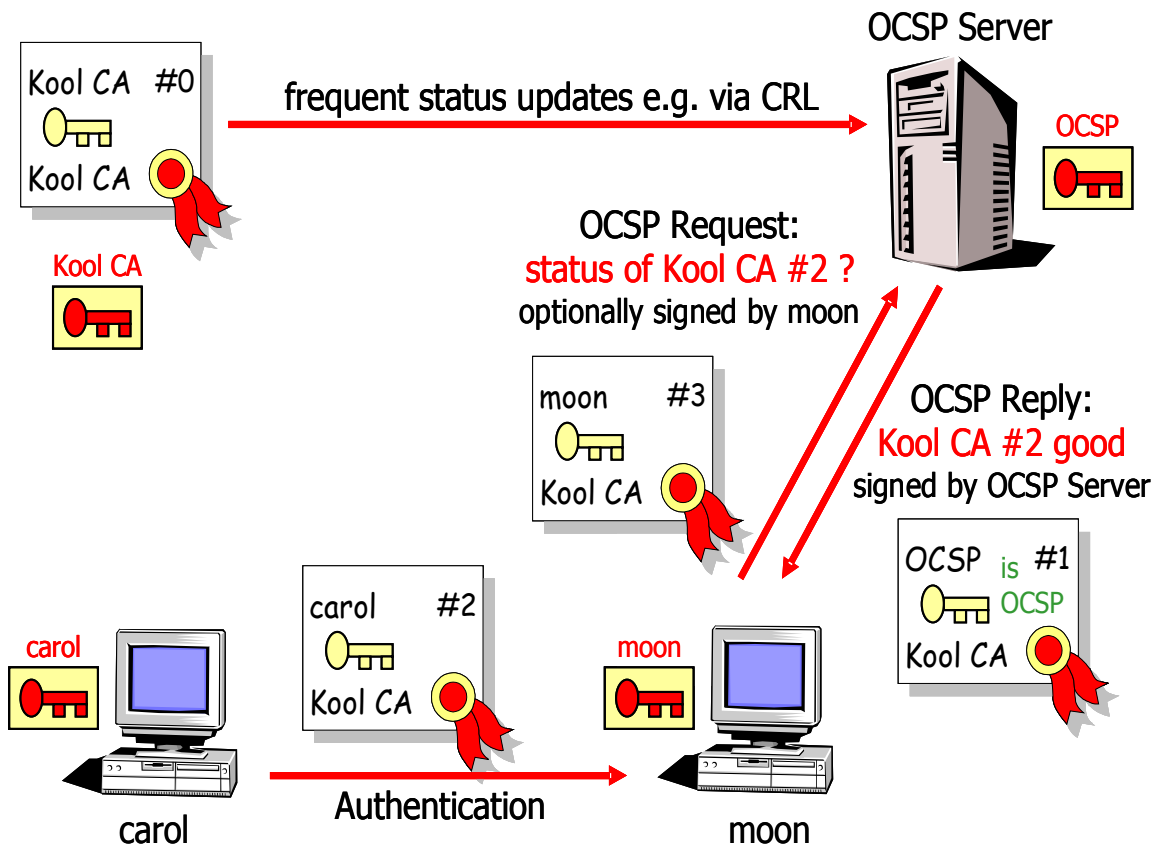 OCSP Server
Kool CA #0
Kool CA
frequent status updates e.g. via CRL
OCSP
Kool CA
OCSP Request:
status of Kool CA #2 ?
optionally signed by moon
moon #3
Kool CA
OCSP Reply:
Kool CA #2 good
signed by OCSP Server
OCSP is #1
OCSP
Kool CA
carol
carol #2
Kool CA
moon
Authentication
carol
moon